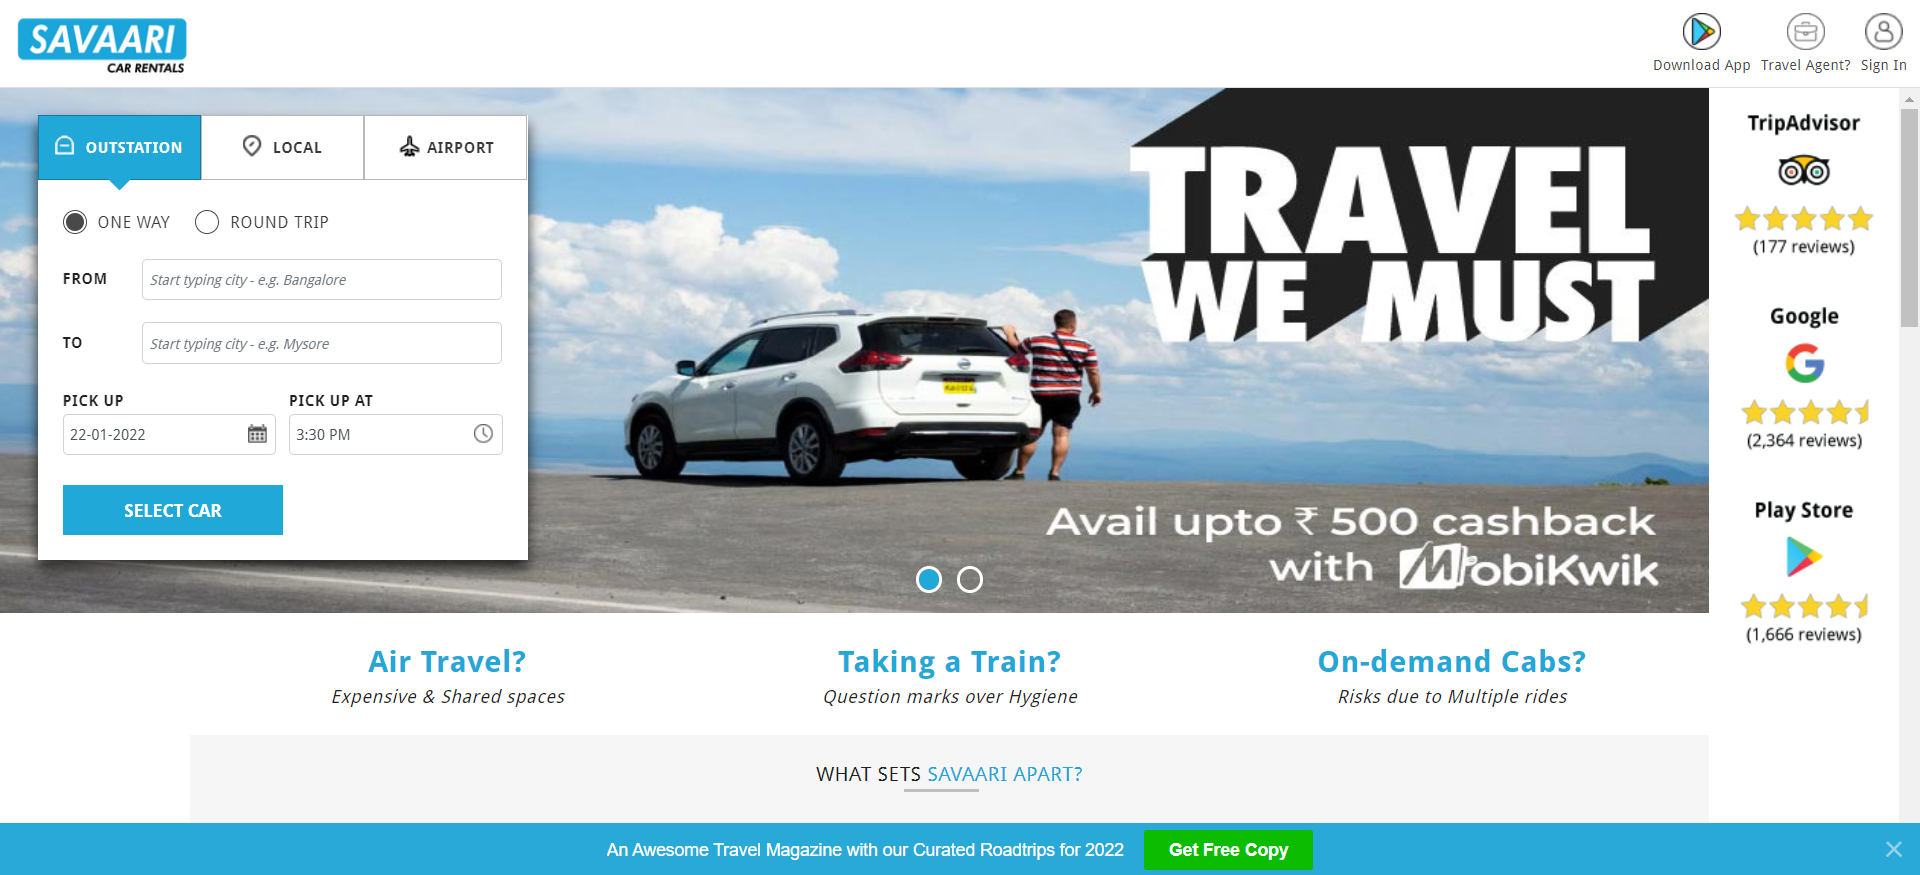 SAVAARI
CAR RENTALS
Download App
Travel Agent?
Sign In
OUTSTATION
LOCAL
AIRPORT
ONE WAY
ROUND TRIP
FROM
Start typing city - e.g. Bangalore
TO
Start typing city - e.g. Mysore
PICK UP
PICK UP AT
22-01-2022
3:30 PM
SELECT CAR
TRAVEL
WE MUST
Avail upto ₹ 500 cashback
with MobiKwik
TripAdvisor
(177 reviews)
Google
(2,364 reviews)
Play Store
(1,666 reviews)
Air Travel?
Expensive & Shared spaces
Taking a Train?
Question marks over Hygiene
On-demand Cabs?
Risks due to Multiple rides
WHAT SETS SAVAARI APART?
An Awesome Travel Magazine with our Curated Roadtrips for 2022
Get Free Copy